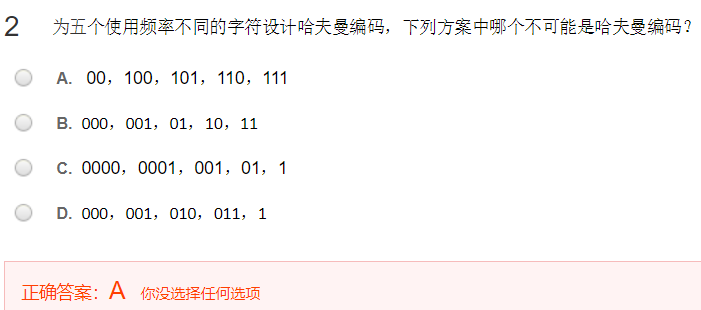 2 为五个使用频率不同的字符设计哈夫曼编码，下列方案中哪个不可能是哈夫曼编码？
A. 00，100，101，110，111
B. 000，001，01，10，11
C. 0000，0001，001，01，1
D. 000，001，010，011，1
正确答案：A 你没选择任何选项